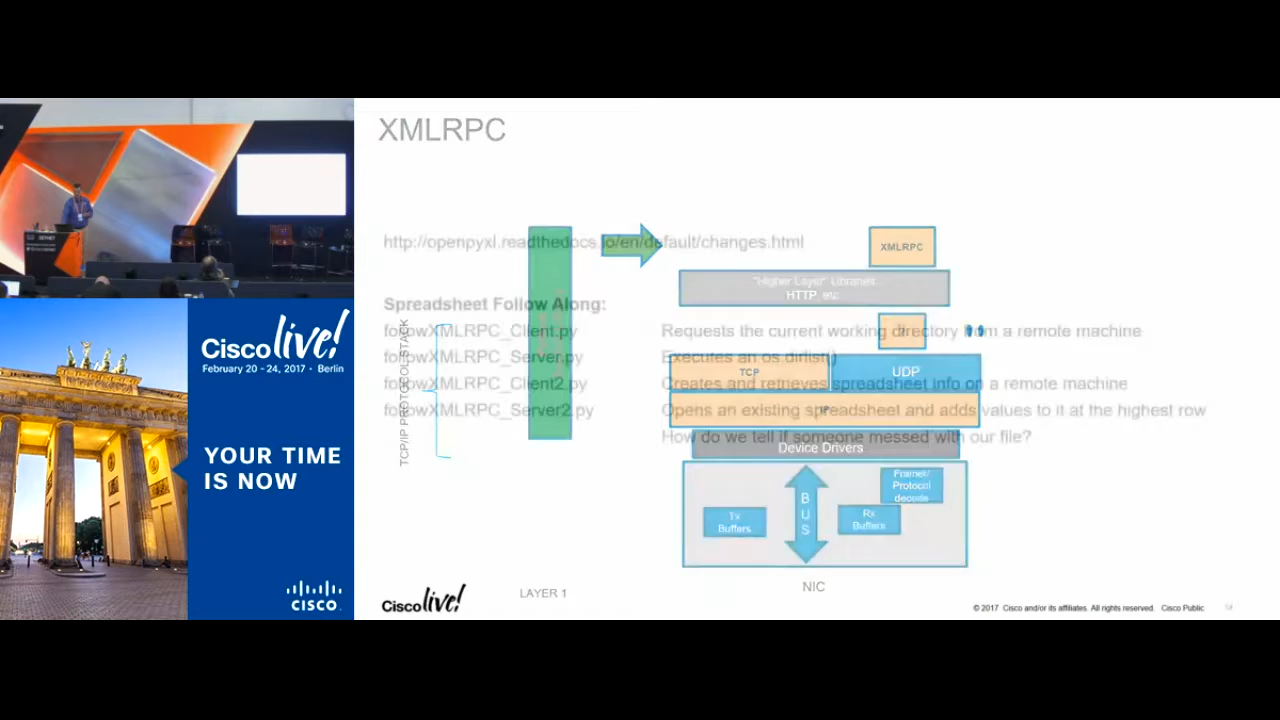 XMLRPC
http://openpyxl.readthedocs.io/en/default/changes.html
XMLRPC
"Higher Layer" Libraries..
HTTP, etc
Spreadsheet Follow Along:
followXMLRPC_Client.py
Requests the current working directory from a remote machine
followXMLRPC_Server.py
Executes an os dirlist()
TCP
UDP
followXMLRPC_Client2.py
Creates and retrieves spreadsheet info on a remote machine
followXMLRPC_Server2.py
Opens an existing spreadsheet and adds values to it at the highest row
IP
How do we tell if someone messed with our file?
TCP/IP PROTOCOL STACK
Device Drivers
Framer/
Protocol
decode
BUS
Tx
Buffers
Rx
Buffers
LAYER 1
NIC
Cisco live!
© 2017 Cisco and/or its affiliates. All rights reserved. Cisco Public
Cisco live!
February 20 - 24, 2017 • Berlin
YOUR TIME
IS NOW
CISCO